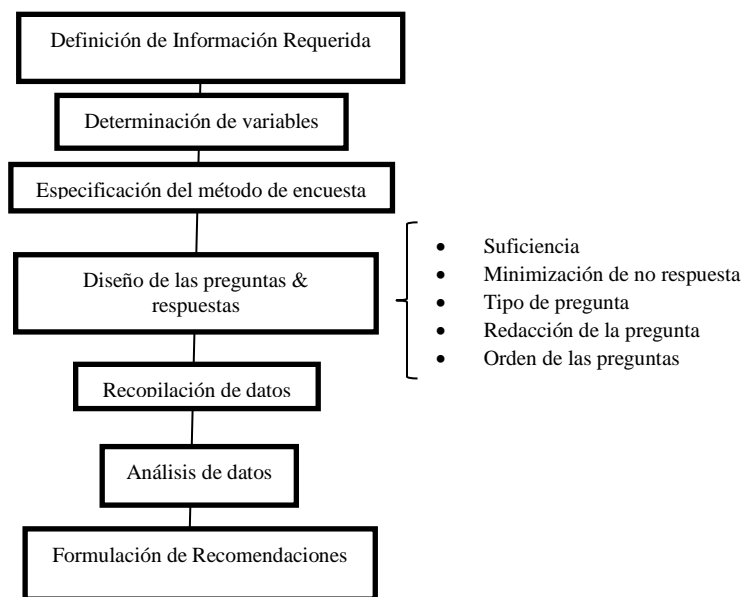 Definición de Información Requerida
Determinación de variables
Especificación del método de encuesta
Diseño de las preguntas &
respuestas
• Suficiencia
• Minimización de no respuesta
• Tipo de pregunta
• Redacción de la pregunta
• Orden de las preguntas
Recopilación de datos
Análisis de datos
Formulación de Recomendaciones